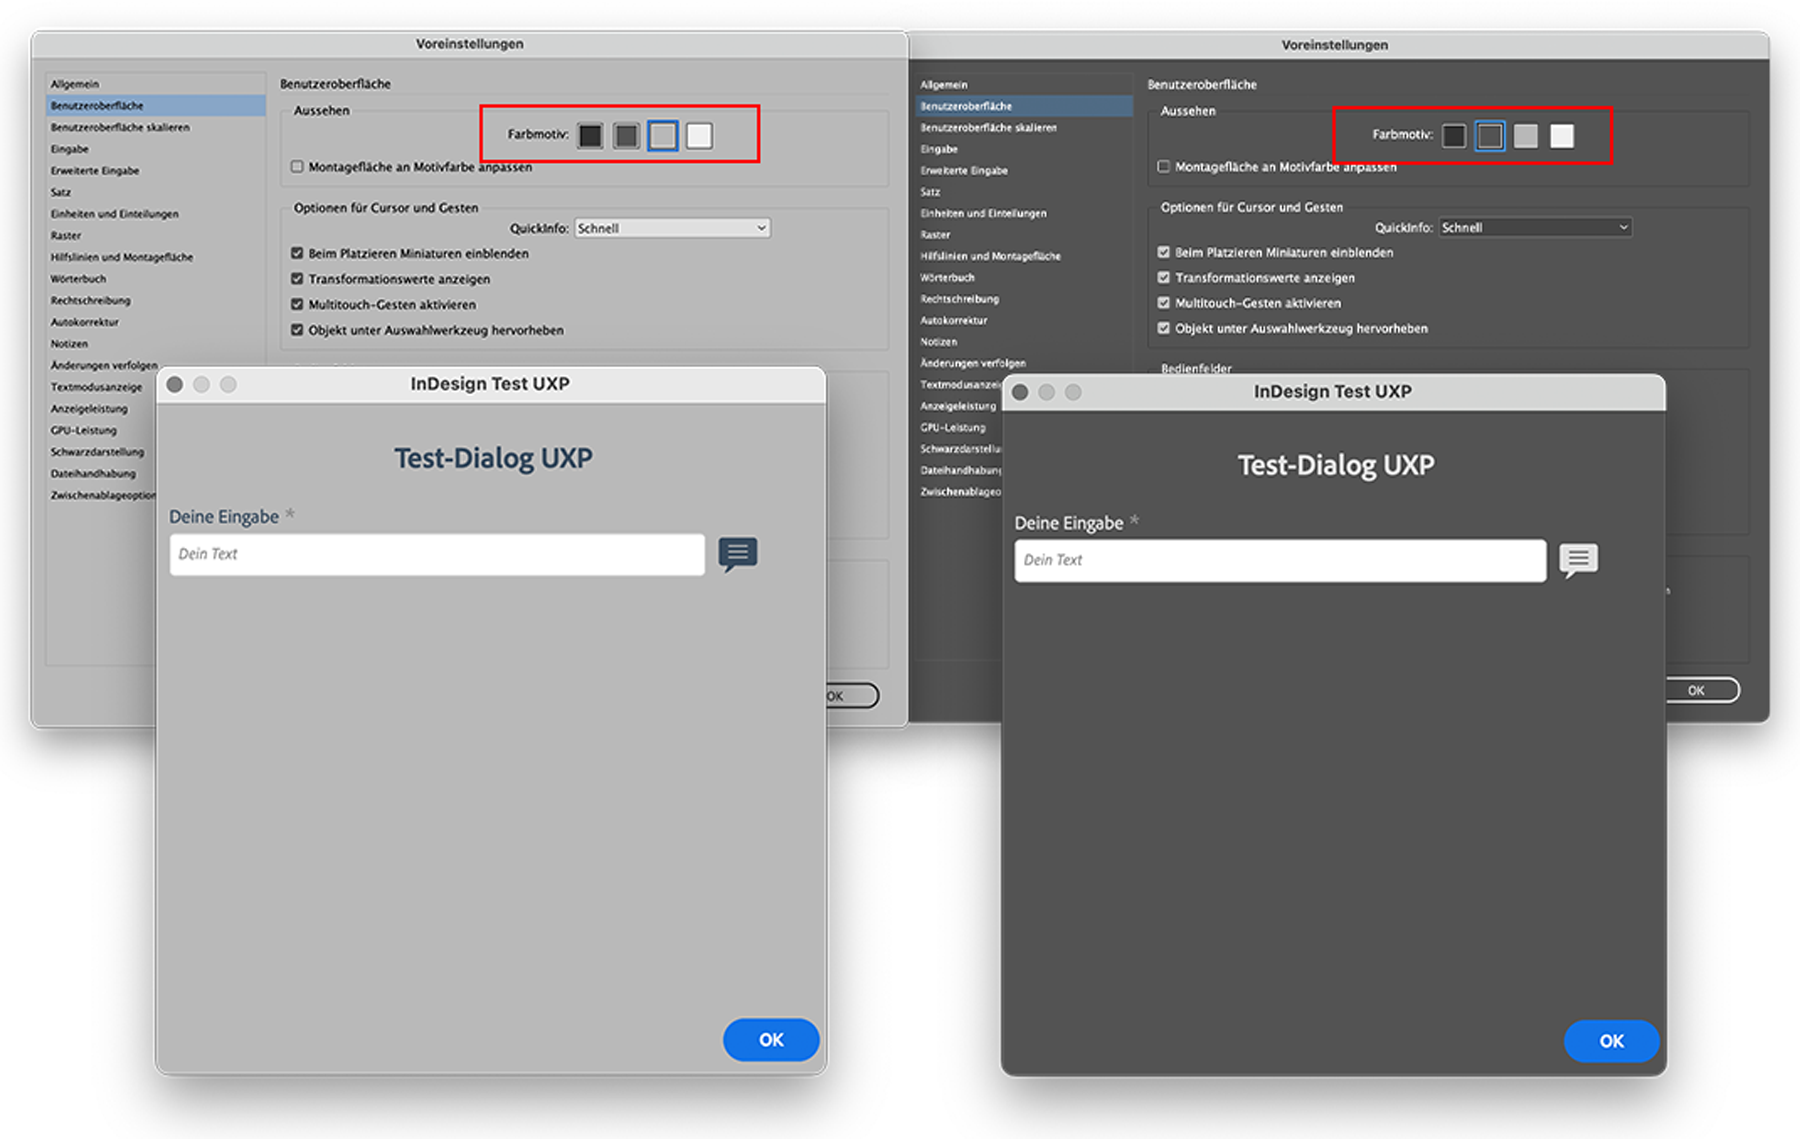 Voreinstellungen
Allgemein
Benutzeroberfläche
Benutzeroberfläche skalieren
Eingabe
Erweiterte Eingabe
Satz
Einheiten und Einteilungen
Raster
Hilfslinien und Montagefläche
Wörterbuch
Rechtschreibung
Autokorrektur
Notizen
Änderungen verfolgen
Textmodusanzeige
Anzeigeleistung
GPU-Leistung
Schwarzdarstellung
Dateihandhabung
Zwischenablageoption
Benutzeroberfläche
Aussehen
Farbmotiv:
Montagefläche an Motivfarbe anpassen
Optionen für Cursor und Gesten
QuickInfo: Schnell
Beim Platzieren Miniaturen einblenden
Transformationswerte anzeigen
Multitouch-Gesten aktivieren
Objekt unter Auswahlwerkzeug hervorheben
OK
InDesign Test UXP
Test-Dialog UXP
Deine Eingabe *
Dein Text
OK
Voreinstellungen
Allgemein
Benutzeroberfläche
Benutzeroberfläche skalieren
Eingabe
Erweiterte Eingabe
Satz
Einheiten und Einteilungen
Raster
Hilfslinien und Montagefläche
Wörterbuch
Rechtschreibung
Autokorrektur
Notizen
Änderungen verfolgen
Textmodusanzei
Anzeigeleistung
GPU-Leistung
Schwarzdarstellu
Dateihandhabung
Zwischenablageo
Benutzeroberfläche
Aussehen
Farbmotiv:
Montagefläche an Motivfarbe anpassen
Optionen für Cursor und Gesten
QuickInfo: Schnell
Beim Platzieren Miniaturen einblenden
Transformationswerte anzeigen
Multitouch-Gesten aktivieren
Objekt unter Auswahlwerkzeug hervorheben
Bedienfelder
OK
InDesign Test UXP
Test-Dialog UXP
Deine Eingabe *
Dein Text
OK